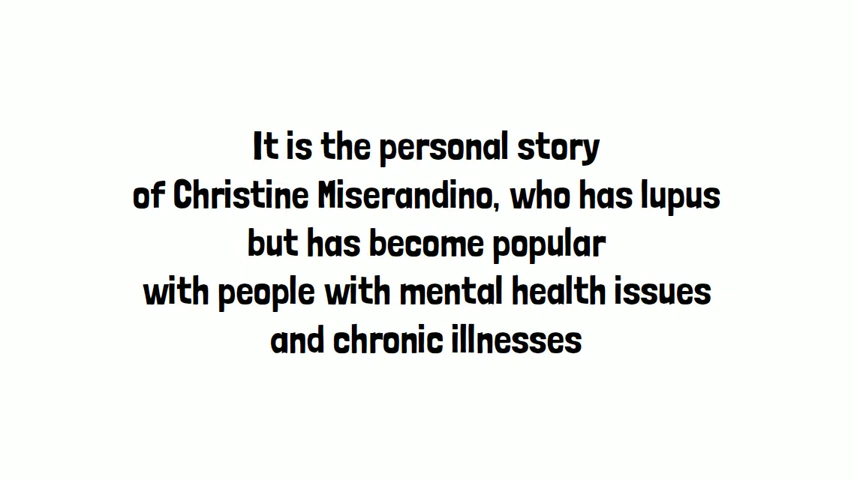 It is the personal story
of Christine Miserandino, who has lupus
but has become popular
with people with mental health issues
and chronic illnesses